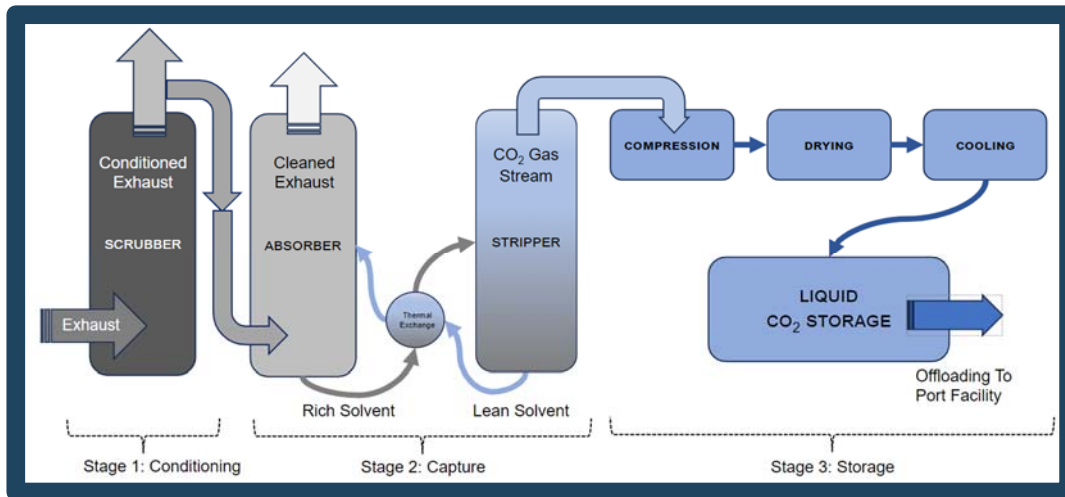 Conditioned
Exhaust
SCRUBBER
Exhaust
Cleaned
Exhaust
ABSORBER
Thermal
Exchange
CO₂ Gas
Stream
STRIPPER
Rich Solvent
Lean Solvent
COMPRESSION
DRYING
COOLING
LIQUID
CO₂ STORAGE
Offloading To
Port Facility
Stage 1: Conditioning
Stage 2: Capture
Stage 3: Storage